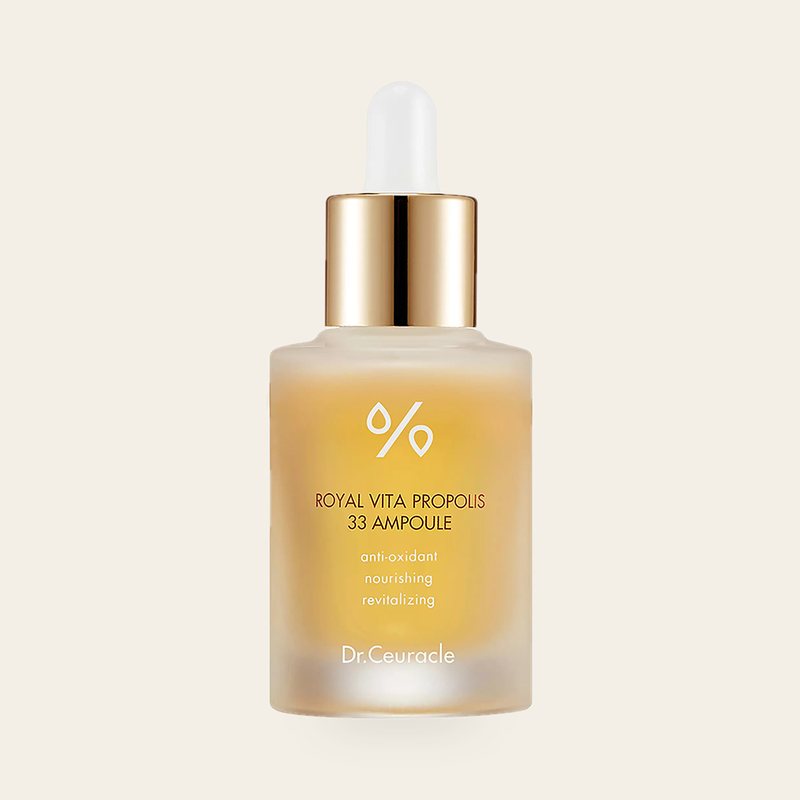 %
ROYAL VITA PROPOLIS
33 AMPOULE
anti-oxidant
nourishing
revitalizing
Dr.Ceuracle